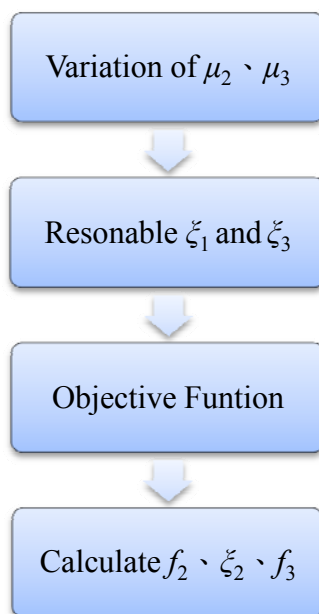 Variation of μ₂、μ₃
Resonable ξ₁ and ξ₃
Objective Funtion
Calculate f₂、ξ₂、f₃